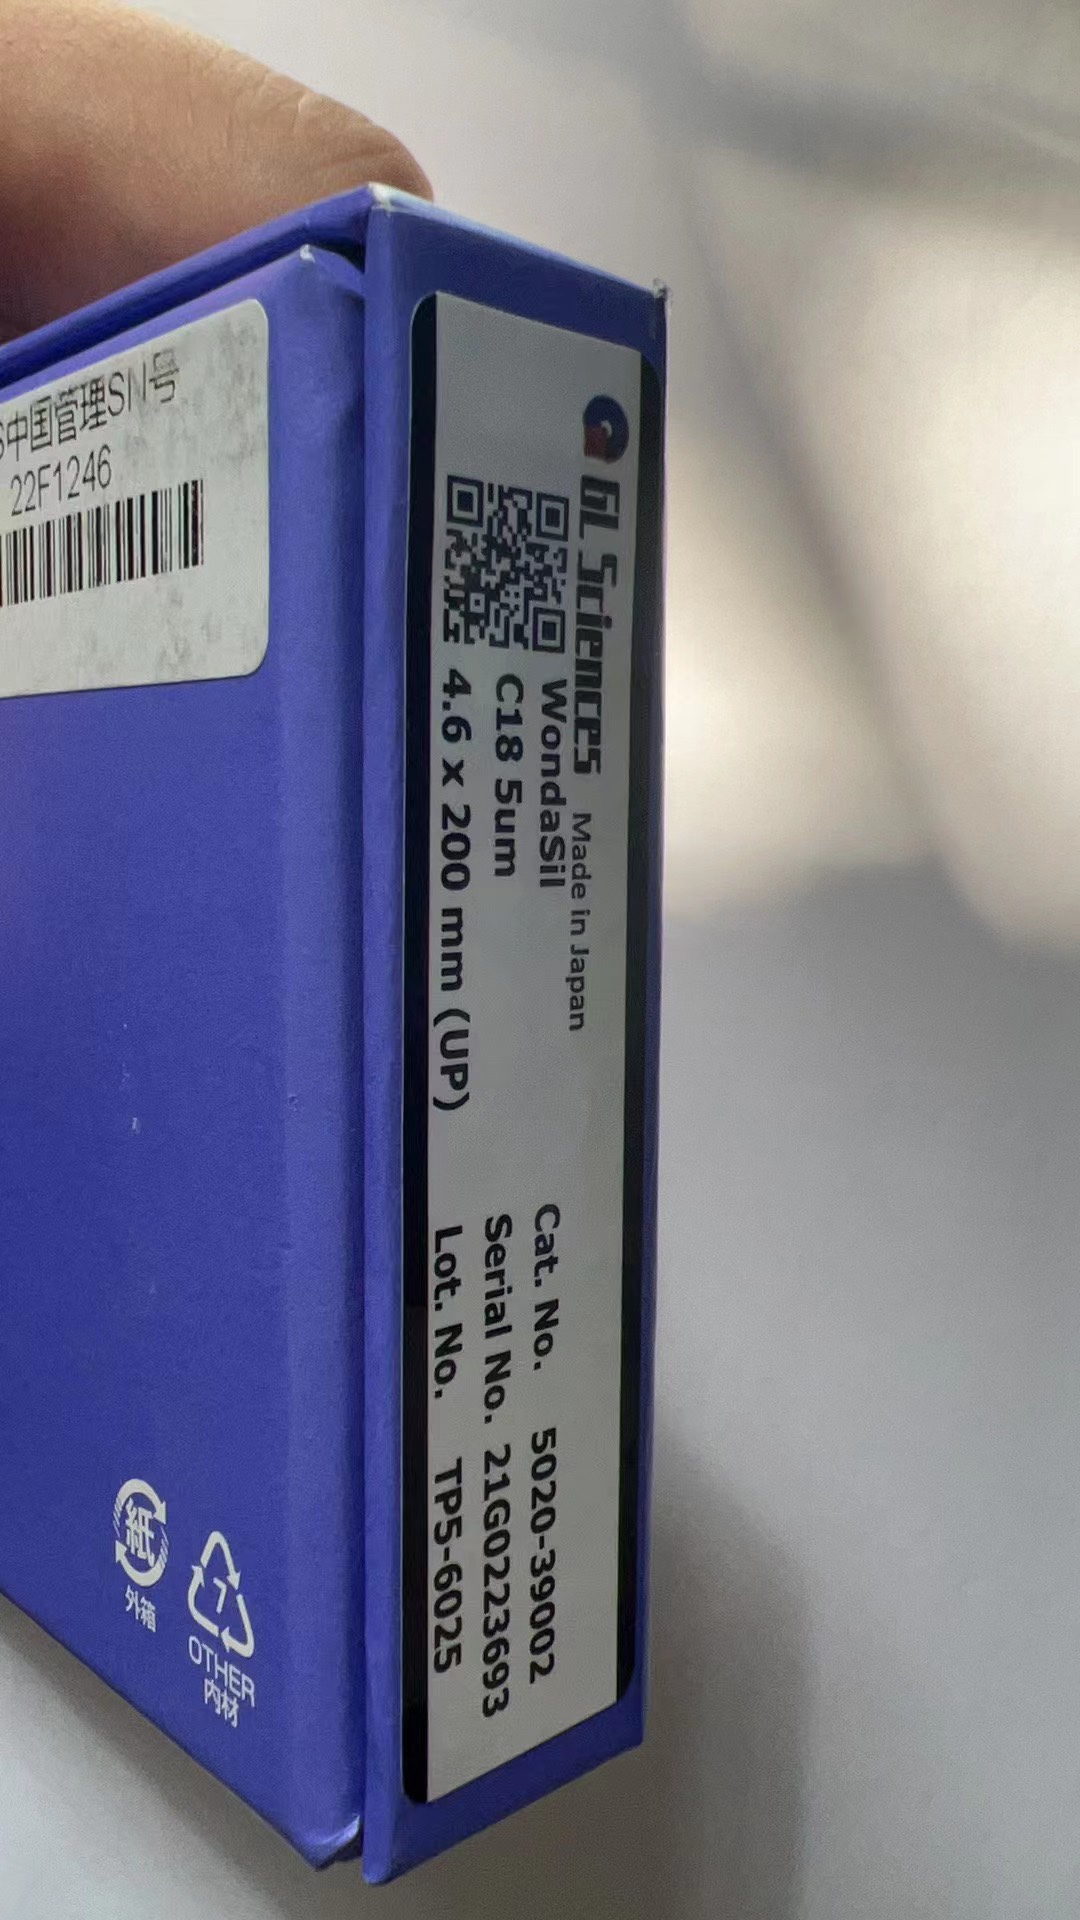 中国管理SN号
22F1246
GL Sciences Made in Japan
WondaSil
C18 5um
4.6 x 200 mm (UP)
Cat. No. 5020-39002
Serial No. 21G0223693
Lot. No. TP5-6025
紙
外箱
7
OTHER
内材